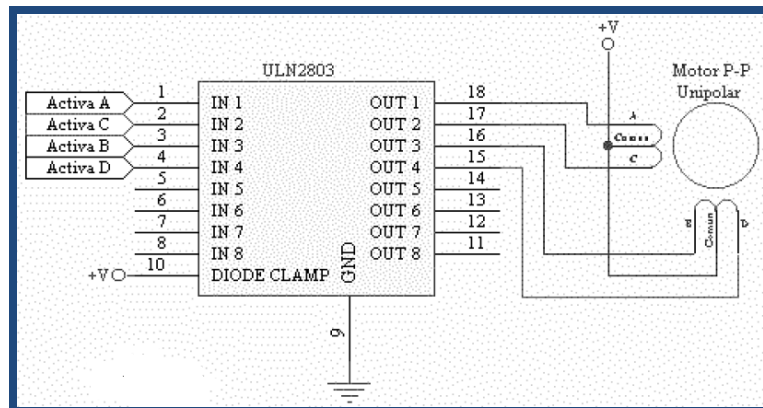 +V
ULN2803
Motor P-P
Unipolar
Activa A
1
IN 1
OUT 1
18
A
Activa C
2
IN 2
OUT 2
17
Comun
Activa B
3
IN 3
OUT 3
16
C
Activa D
4
IN 4
OUT 4
15
5
IN 5
OUT 5
14
6
IN 6
OUT 6
13
7
IN 7
OUT 7
12
8
IN 8
OUT 8
11
B
Comun
D
+V
10
DIODE CLAMP
GND
9